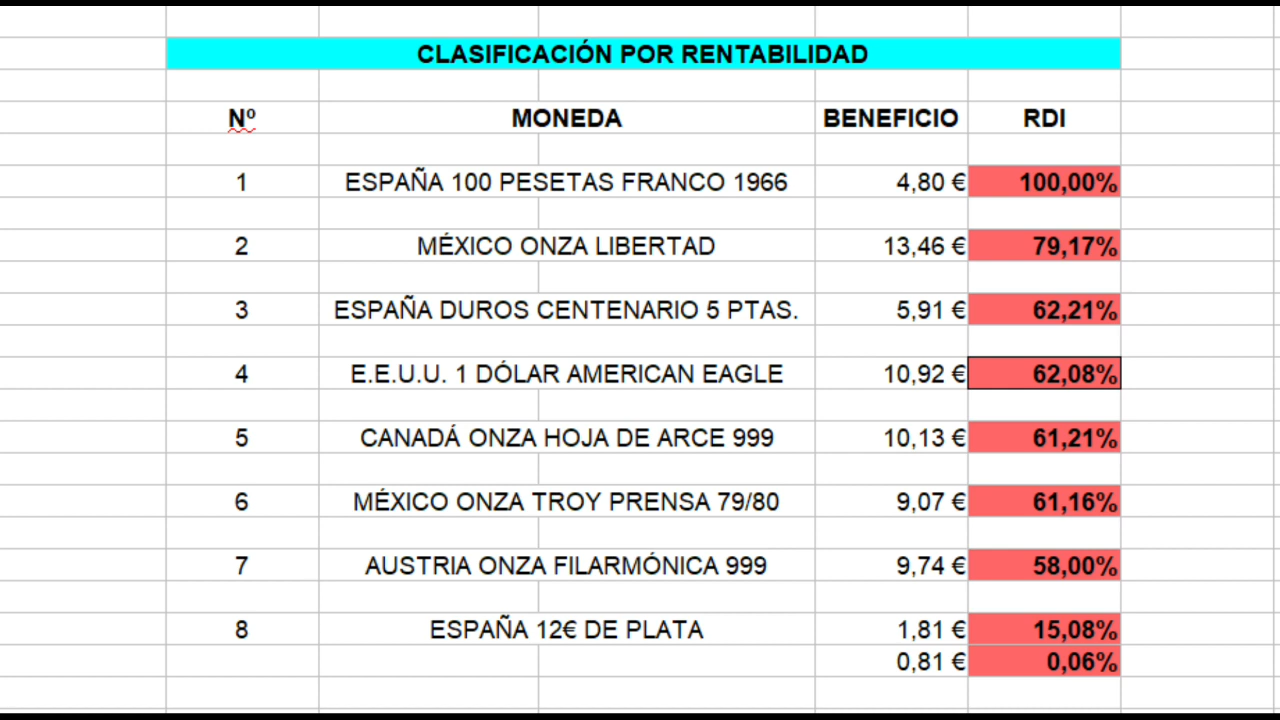 CLASIFICACIÓN POR RENTABILIDAD
Nº MONEDA BENEFICIO RDI
1 ESPAÑA 100 PESETAS FRANCO 1966 4,80 € 100,00%
2 MÉXICO ONZA LIBERTAD 13,46 € 79,17%
3 ESPAÑA DUROS CENTENARIO 5 PTAS. 5,91 € 62,21%
4 E.E.U.U. 1 DÓLAR AMERICAN EAGLE 10,92 € 62,08%
5 CANADÁ ONZA HOJA DE ARCE 999 10,13 € 61,21%
6 MÉXICO ONZA TROY PRENSA 79/80 9,07 € 61,16%
7 AUSTRIA ONZA FILARMÓNICA 999 9,74 € 58,00%
8 ESPAÑA 12€ DE PLATA 1,81 € 15,08%
0,81 € 0,06%